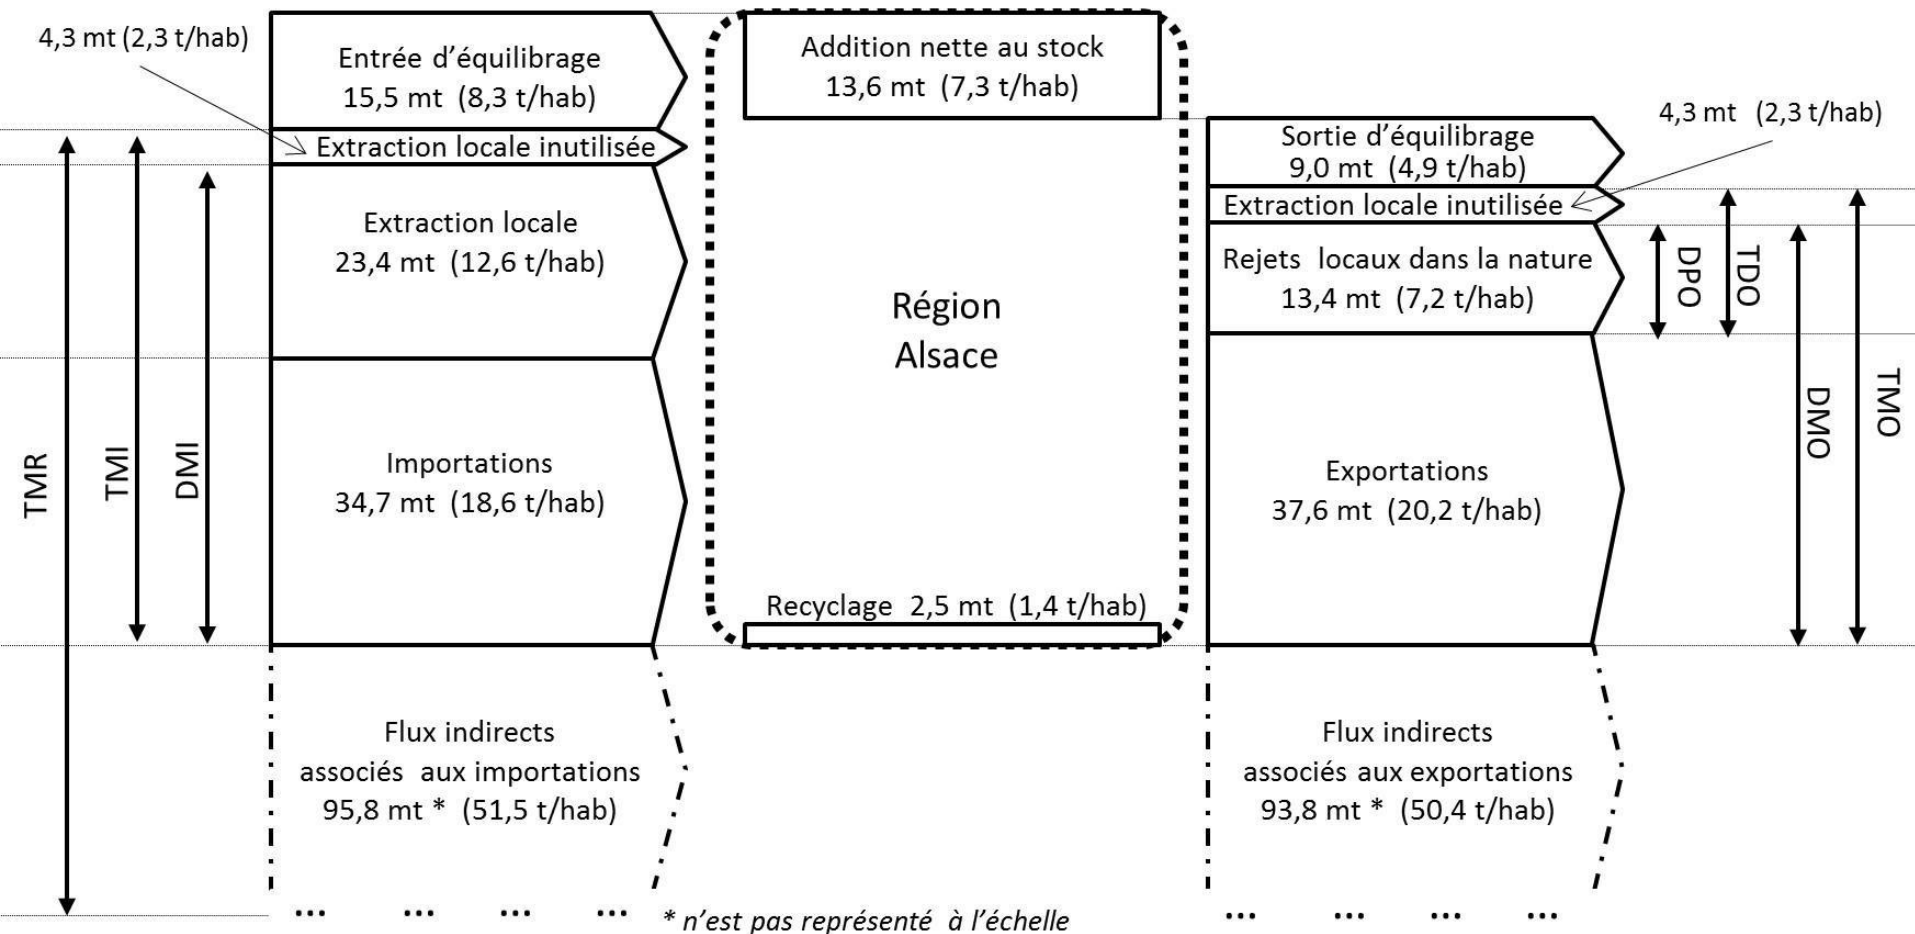 4,3 mt (2,3 t/hab)
Entrée d'équilibrage
15,5 mt (8,3 t/hab)
Extraction locale inutilisée
Extraction locale
23,4 mt (12,6 t/hab)
Importations
34,7 mt (18,6 t/hab)
Flux indirects
associés aux importations
95,8 mt * (51,5 t/hab)
... ... ... ...
TMR
TMI
DMI
Addition nette au stock
13,6 mt (7,3 t/hab)
Région
Alsace
Recyclage 2,5 mt (1,4 t/hab)
* n'est pas représenté à l'échelle
4,3 mt (2,3 t/hab)
Sortie d'équilibrage
9,0 mt (4,9 t/hab)
Extraction locale inutilisée
Rejets locaux dans la nature
13,4 mt (7,2 t/hab)
Exportations
37,6 mt (20,2 t/hab)
Flux indirects
associés aux exportations
93,8 mt * (50,4 t/hab)
... ... ... ...
DPO
TDO
DMO
TMO